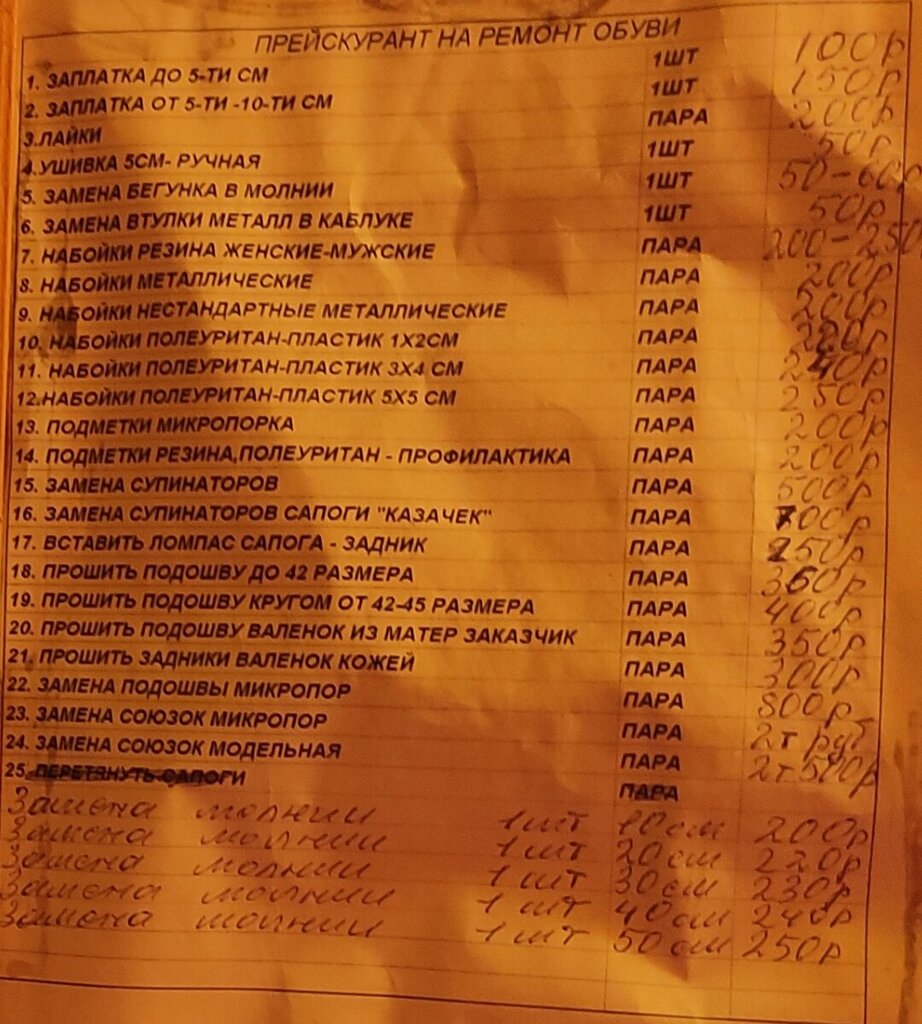 ПРЕЙСКУРАНТ НА РЕМОНТ ОБУВИ
1. ЗАПЛАТКА ДО 5-ТИ СМ 1ШТ 100р
2. ЗАПЛАТКА ОТ 5-ТИ -10-ТИ СМ 1ШТ 150р
3.ЛАЙКИ ПАРА 200р
4.УШИВКА 5СМ- РУЧНАЯ 1ШТ 50р
5. ЗАМЕНА БЕГУНКА В МОЛНИИ 1ШТ 50-60р
6. ЗАМЕНА ВТУЛКИ МЕТАЛЛ В КАБЛУКЕ 1ШТ 50р
7. НАБОЙКИ РЕЗИНА ЖЕНСКИЕ-МУЖСКИЕ ПАРА 200-250
8. НАБОЙКИ МЕТАЛЛИЧЕСКИЕ ПАРА 200р
9. НАБОЙКИ НЕСТАНДАРТНЫЕ МЕТАЛЛИЧЕСКИЕ ПАРА 200р
10. НАБОЙКИ ПОЛЕУРИТАН-ПЛАСТИК 1Х2СМ ПАРА
11. НАБОЙКИ ПОЛЕУРИТАН-ПЛАСТИК 3Х4 СМ ПАРА 240р
12.НАБОЙКИ ПОЛЕУРИТАН-ПЛАСТИК 5Х5 СМ ПАРА 250р
13. ПОДМЕТКИ МИКРОПОРКА ПАРА 200р
14. ПОДМЕТКИ РЕЗИНА,ПОЛЕУРИТАН - ПРОФИЛАКТИКА ПАРА 200р
15. ЗАМЕНА СУПИНАТОРОВ ПАРА 500р
16. ЗАМЕНА СУПИНАТОРОВ САПОГИ "КАЗАЧЕК" ПАРА 700р
17. ВСТАВИТЬ ЛОМПАС САПОГА - ЗАДНИК ПАРА 250р
18. ПРОШИТЬ ПОДОШВУ ДО 42 РАЗМЕРА ПАРА 360р
19. ПРОШИТЬ ПОДОШВУ КРУГОМ ОТ 42-45 РАЗМЕРА ПАРА 400р
20. ПРОШИТЬ ПОДОШВУ ВАЛЕНОК ИЗ МАТЕР ЗАКАЗЧИК ПАРА 350р
21. ПРОШИТЬ ЗАДНИКИ ВАЛЕНОК КОЖЕЙ ПАРА 300р
22. ЗАМЕНА ПОДОШВЫ МИКРОПОР ПАРА 800р
23. ЗАМЕНА СОЮЗОК МИКРОПОР ПАРА 2т руб
24. ЗАМЕНА СОЮЗОК МОДЕЛЬНАЯ ПАРА 2т 500р
25. ПЕРЕТЯНУТЬ САПОГИ ПАРА
Замена молнии 1шт 10см 200р
Замена молнии 1шт 20см 220р
Замена молнии 1шт 30см 230р
Замена молнии 1шт 40см 240р
Замена молнии 1шт 50см 250р